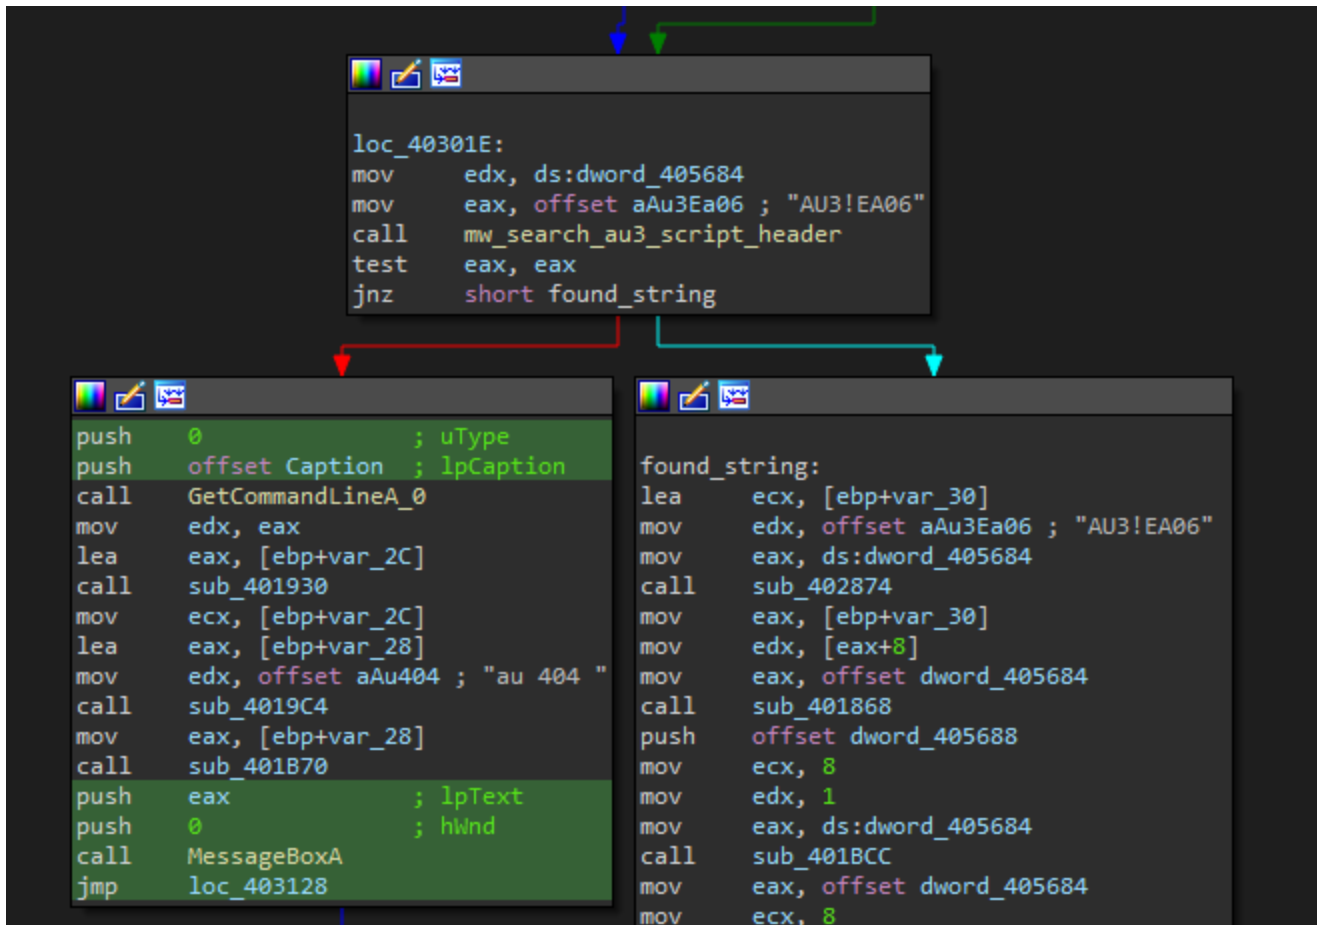 loc_40301E:
mov edx, ds:dword_405684
mov eax, offset aAu3Ea06 ; "AU3!EA06"
call mw_search_au3_script_header
test eax, eax
jnz short found_string
push 0 ; uType
push offset Caption ; lpCaption
call GetCommandLineA_0
mov edx, eax
lea eax, [ebp+var_2C]
call sub_401930
mov ecx, [ebp+var_2C]
lea eax, [ebp+var_28]
mov edx, offset aAu404 ; "au 404 "
call sub_4019C4
mov eax, [ebp+var_28]
call sub_401B70
push eax ; lpText
push 0 ; hWnd
call MessageBoxA
jmp loc_403128
found_string:
lea ecx, [ebp+var_30]
mov edx, offset aAu3Ea06 ; "AU3!EA06"
mov eax, ds:dword_405684
call sub_402874
mov eax, [ebp+var_30]
mov edx, [eax+8]
mov eax, offset dword_405684
call sub_401868
push offset dword_405688
mov ecx, 8
mov edx, 1
mov eax, ds:dword_405684
call sub_401BCC
mov eax, offset dword_405684
mov ecx, 8